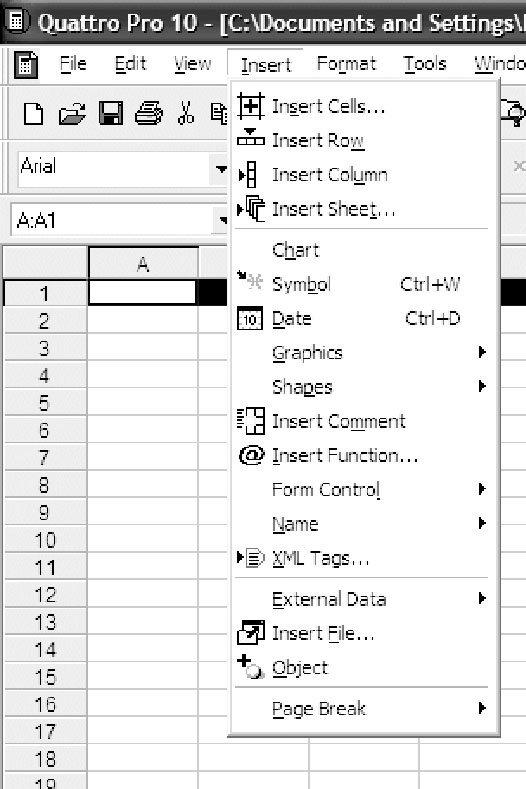 Quattro Pro 10 - [C:\Documents and Settings\
File Edit View Insert Format Tools Windo
Arial
A:A1
Insert Cells...
Insert Row
Insert Column
Insert Sheet...
Chart
Symbol Ctrl+W
Date Ctrl+D
Graphics
Shapes
Insert Comment
Insert Function...
Form Control
Name
XML Tags...
External Data
Insert File...
Object
Page Break
A
1
2
3
4
5
6
7
8
9
10
11
12
13
14
15
16
17
18
19